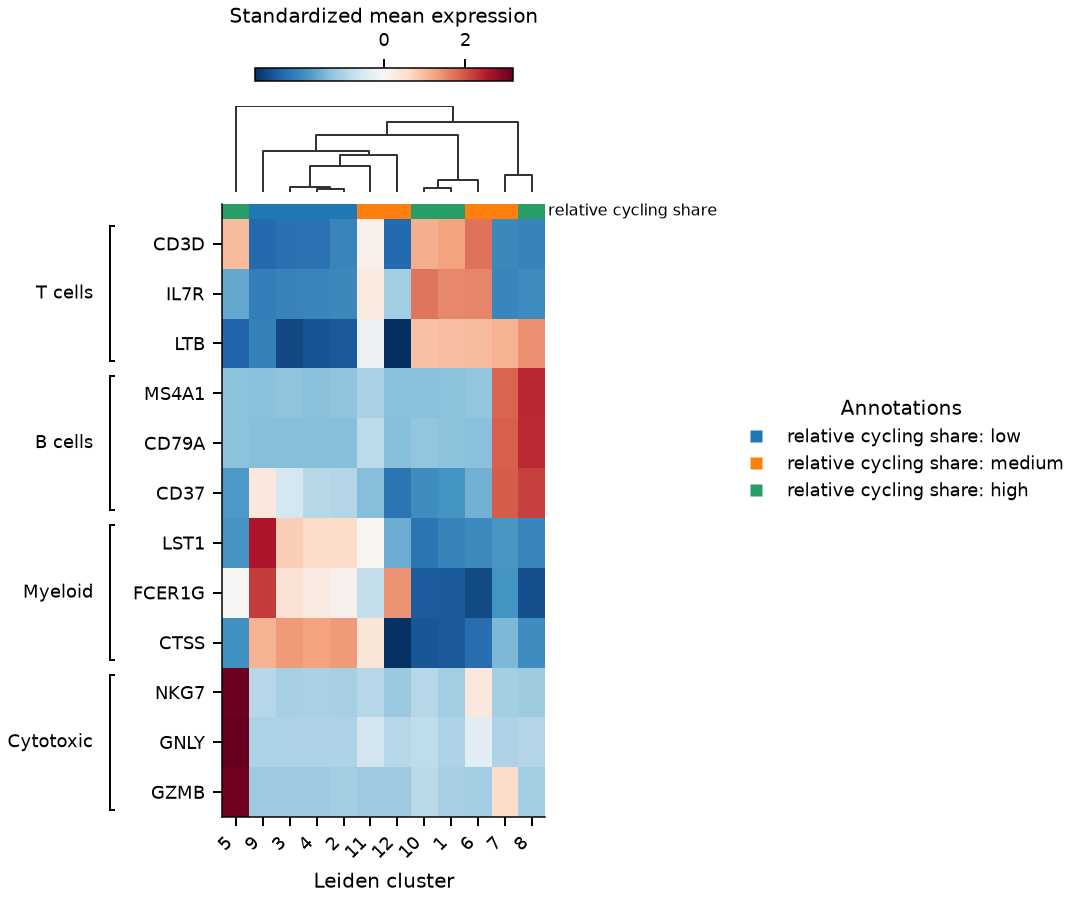 Standardized mean expression
0 2
relative cycling share
CD3D
IL7R
LTB
MS4A1
CD79A
CD37
LST1
FCER1G
CTSS
NKG7
GNLY
GZMB
T cells
B cells
Myeloid
Cytotoxic
5 9 3 4 2 11 12 10 1 6 7 8
Leiden cluster
Annotations
relative cycling share: low
relative cycling share: medium
relative cycling share: high